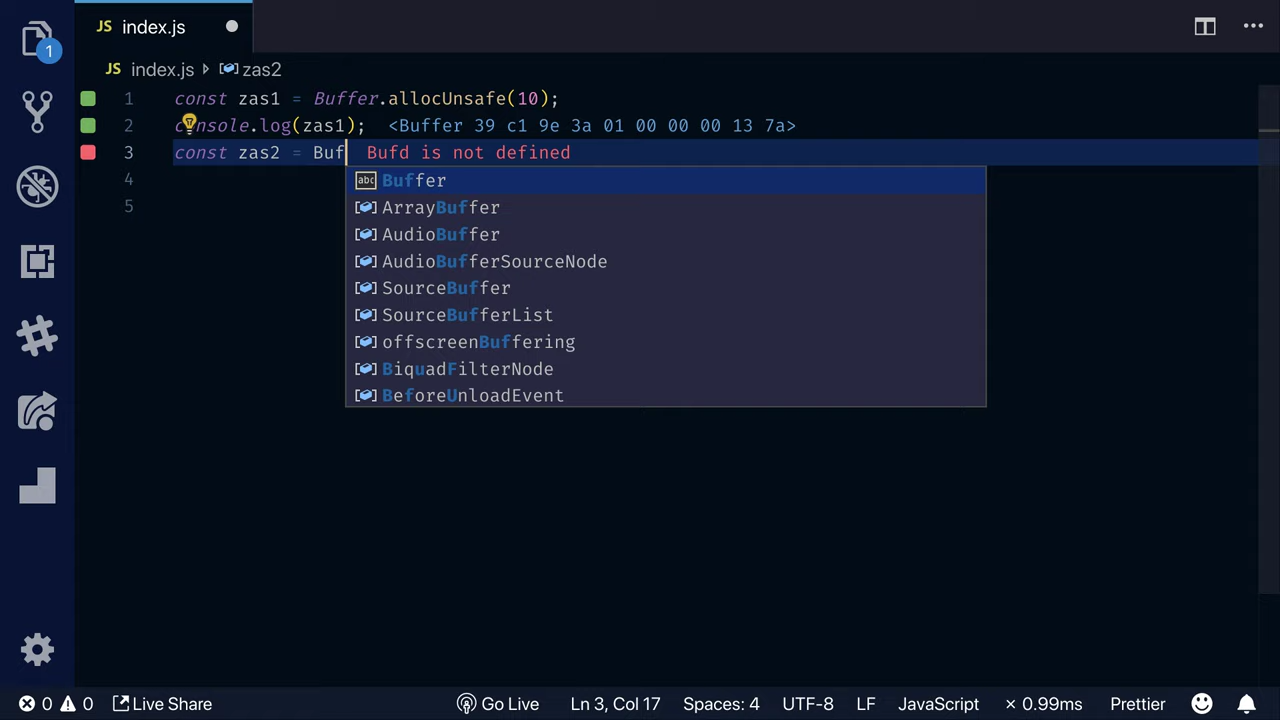 JS index.js
1
JS index.js zas2
1 const zas1 = Buffer.allocUnsafe(10);
2 console.log(zas1); <Buffer 39 c1 9e 3a 01 00 00 00 13 7a>
3 const zas2 = Buf Bufd is not defined
4
5
abc Buffer
ArrayBuffer
AudioBuffer
AudioBufferSourceNode
SourceBuffer
SourceBufferList
offscreenBuffering
BiquadFilterNode
BeforeUnloadEvent
0 0 Live Share Go Live Ln 3, Col 17 Spaces: 4 UTF-8 LF JavaScript × 0.99ms Prettier